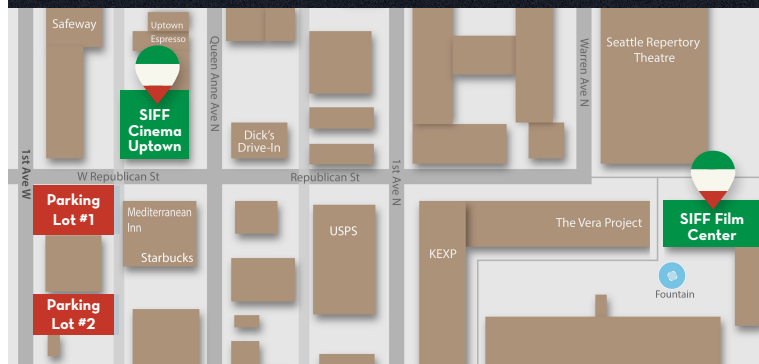 Safeway
Uptown
Espresso
Queen Anne Ave N
Warren Ave N
Seattle Repertory
Theatre
SIFF
Cinema
Uptown
Dick's
Drive-In
1st Ave W
W Republican St
Republican St
1st Ave N
Parking
Lot #1
Mediterranean
Inn
Starbucks
USPS
KEXP
The Vera Project
SIFF Film
Center
Fountain
Parking
Lot #2